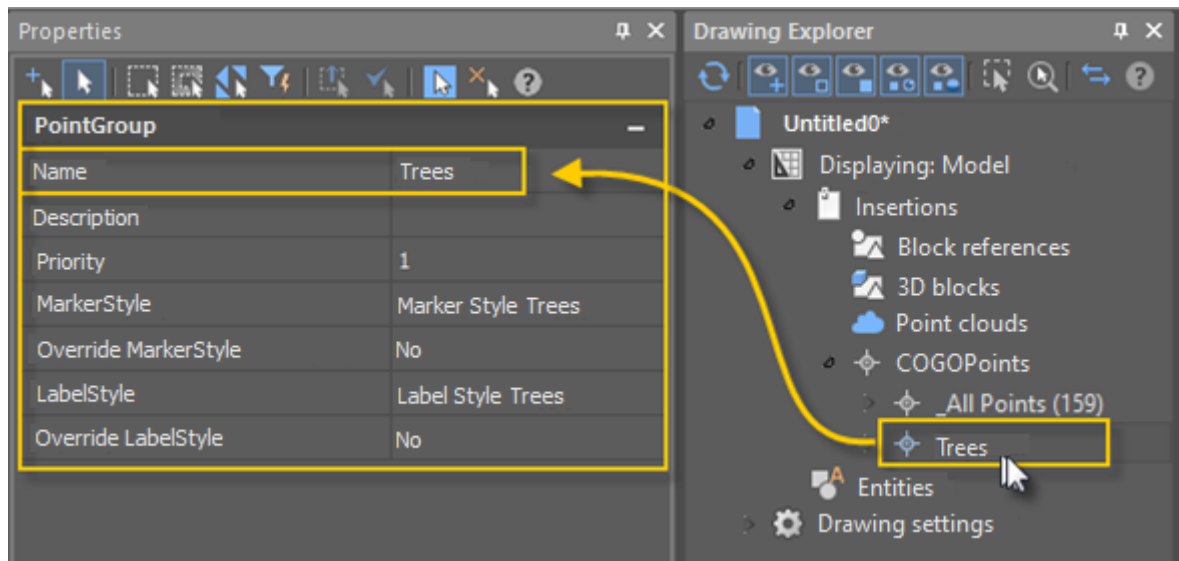 Properties
PointGroup
Name Trees
Description
Priority 1
MarkerStyle Marker Style Trees
Override MarkerStyle No
LabelStyle Label Style Trees
Override LabelStyle No
Drawing Explorer
Untitled0*
Displaying: Model
Insertions
Block references
3D blocks
Point clouds
COGOPoints
_All Points (159)
Trees
Entities
Drawing settings